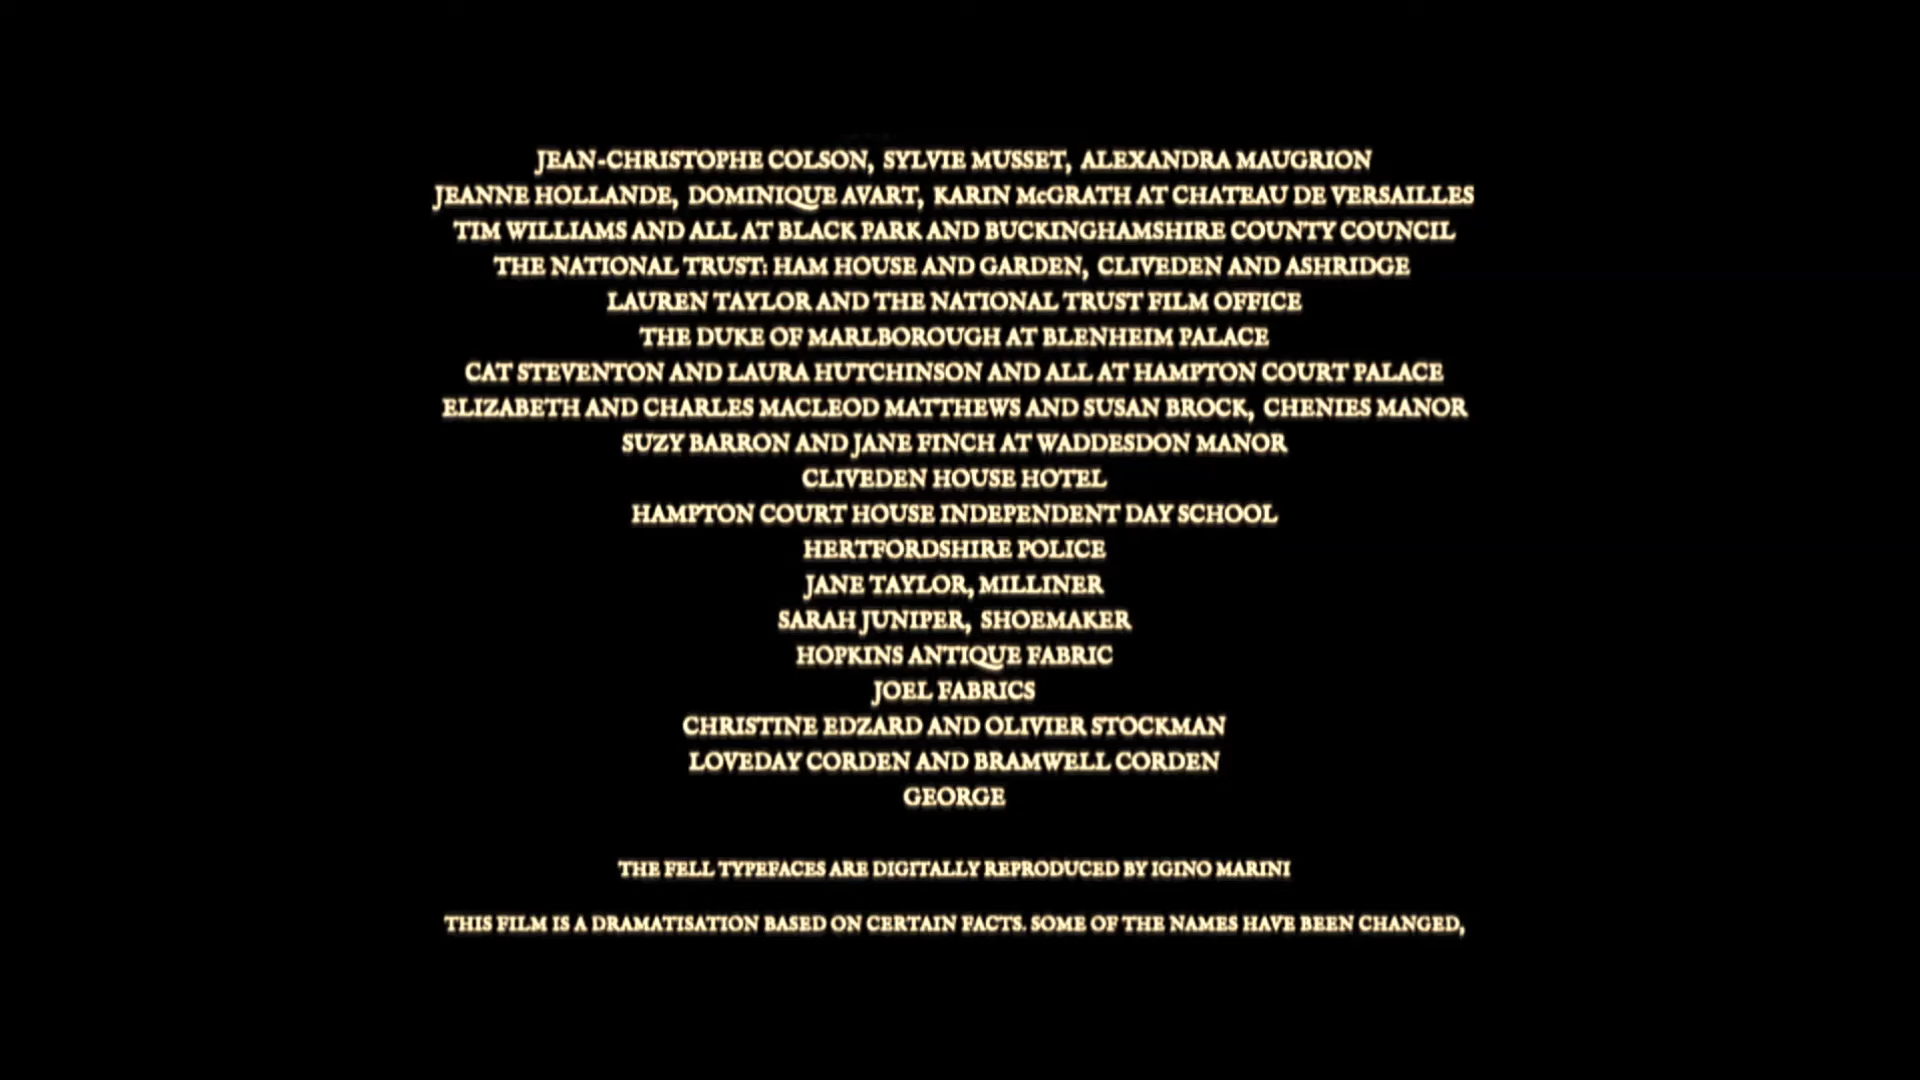 JEAN-CHRISTOPHE COLSON, SYLVIE MUSSET, ALEXANDRA MAUGRION
JEANNE HOLLANDE, DOMINIQUE AVART, KARIN McGRATH AT CHATEAU DE VERSAILLES
TIM WILLIAMS AND ALL AT BLACK PARK AND BUCKINGHAMSHIRE COUNTY COUNCIL
THE NATIONAL TRUST: HAM HOUSE AND GARDEN, CLIVEDEN AND ASHRIDGE
LAUREN TAYLOR AND THE NATIONAL TRUST FILM OFFICE
THE DUKE OF MARLBOROUGH AT BLENHEIM PALACE
CAT STEVENTON AND LAURA HUTCHINSON AND ALL AT HAMPTON COURT PALACE
ELIZABETH AND CHARLES MACLEOD MATTHEWS AND SUSAN BROCK, CHENIES MANOR
SUZY BARRON AND JANE FINCH AT WADDESDON MANOR
CLIVEDEN HOUSE HOTEL
HAMPTON COURT HOUSE INDEPENDENT DAY SCHOOL
HERTFORDSHIRE POLICE
JANE TAYLOR, MILLINER
SARAH JUNIPER, SHOEMAKER
HOPKINS ANTIQUE FABRIC
JOEL FABRICS
CHRISTINE EDZARD AND OLIVIER STOCKMAN
LOVEDAY CORDEN AND BRAMWELL CORDEN
GEORGE
THE FELL TYPEFACES ARE DIGITALLY REPRODUCED BY IGINO MARINI
THIS FILM IS A DRAMATISATION BASED ON CERTAIN FACTS. SOME OF THE NAMES HAVE BEEN CHANGED,